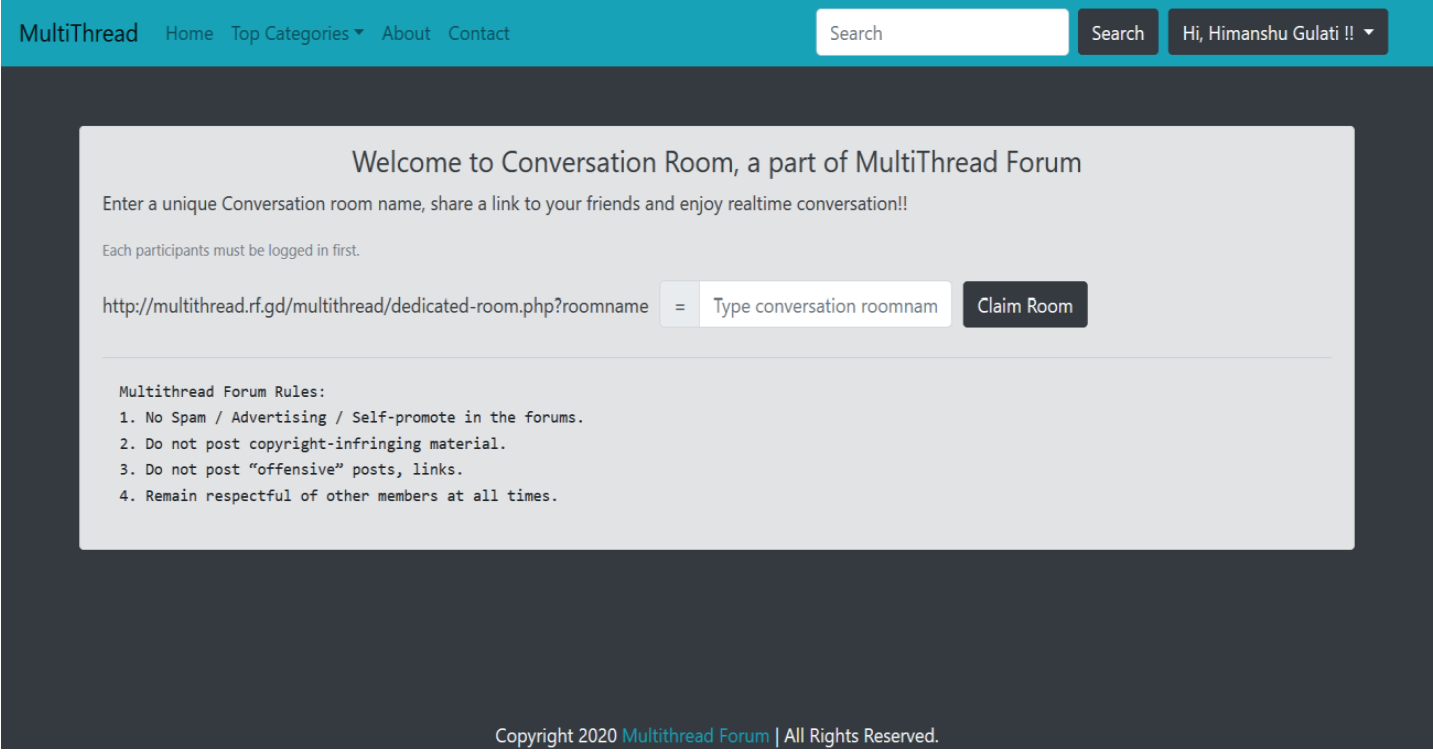 MultiThread Home Top Categories About Contact Search Search Hi, Himanshu Gulati !!
Welcome to Conversation Room, a part of MultiThread Forum
Enter a unique Conversation room name, share a link to your friends and enjoy realtime conversation!!
Each participants must be logged in first.
http://multithread.rf.gd/multithread/dedicated-room.php?roomname = Type conversation roomnam Claim Room
Multithread Forum Rules:
1. No Spam / Advertising / Self-promote in the forums.
2. Do not post copyright-infringing material.
3. Do not post “offensive” posts, links.
4. Remain respectful of other members at all times.
Copyright 2020 Multithread Forum | All Rights Reserved.